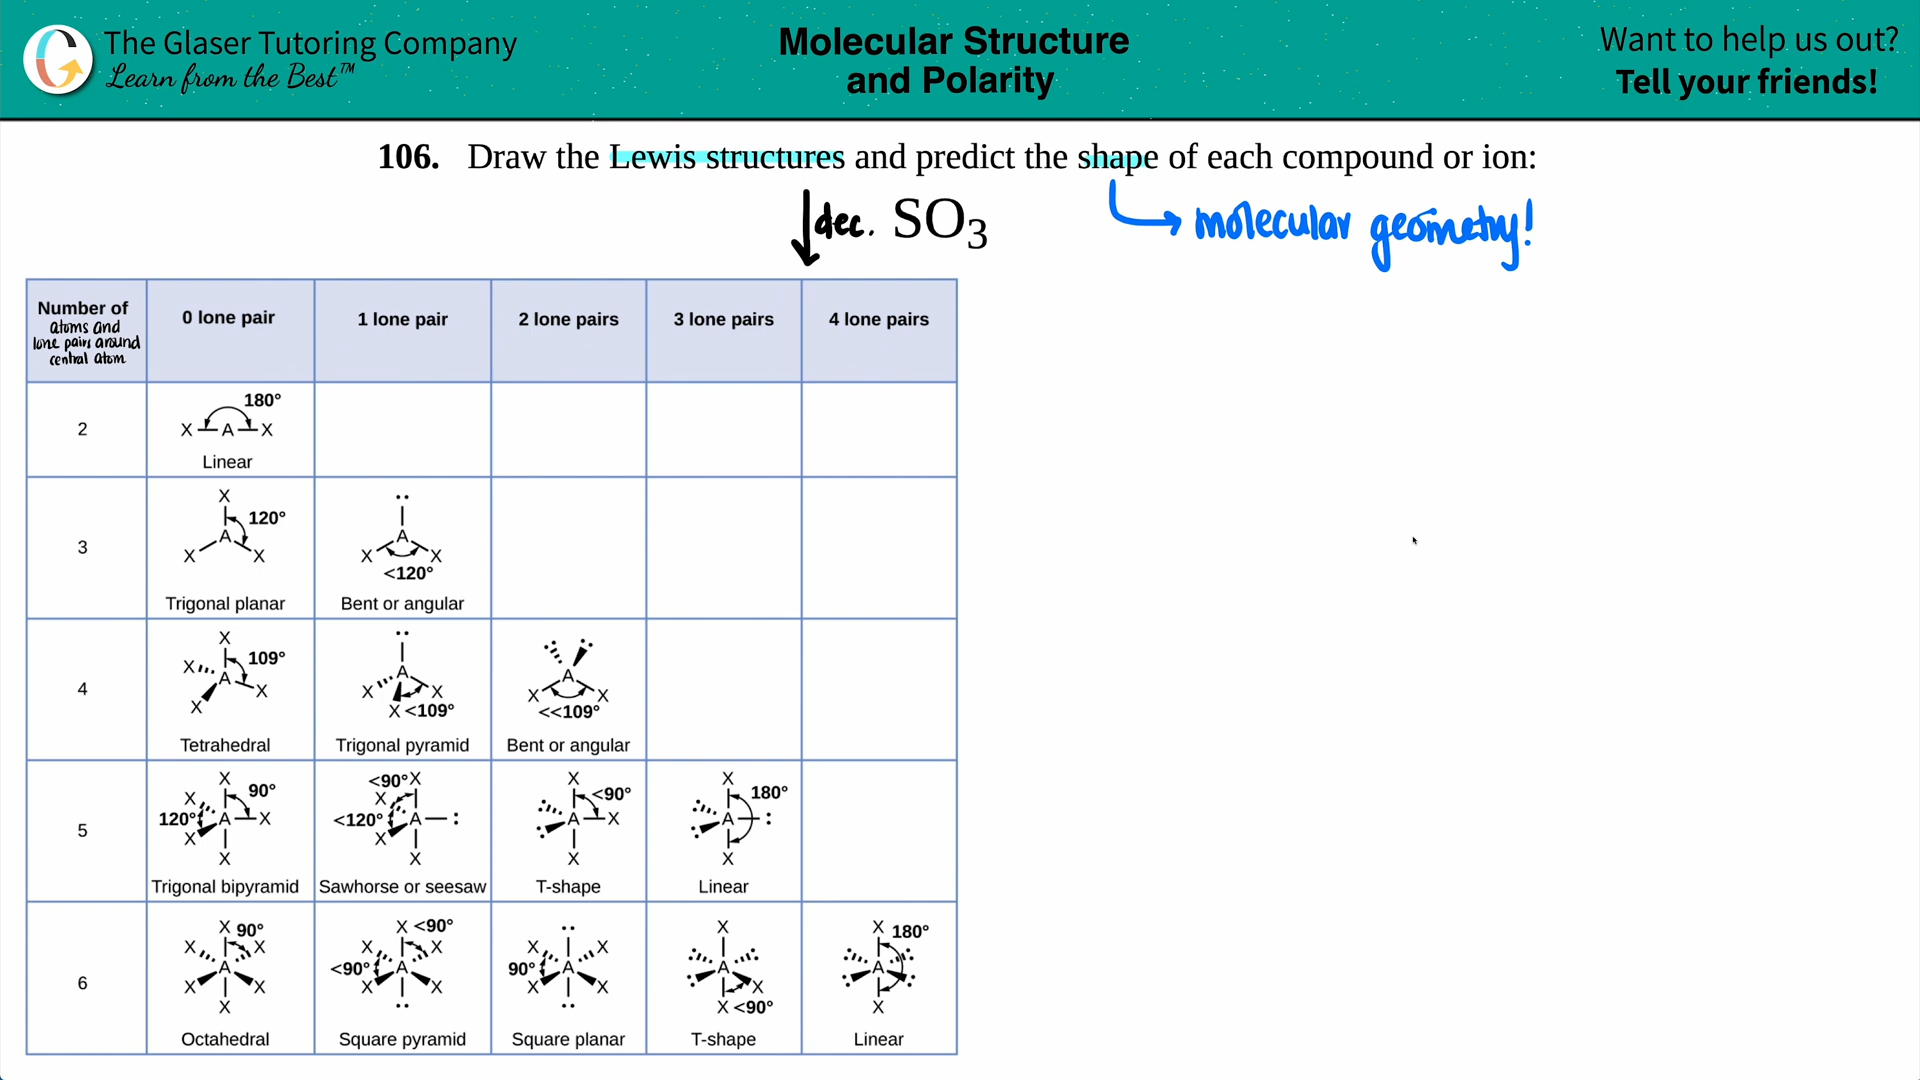 The Glaser Tutoring Company
Learn from the Best™
Molecular Structure
and Polarity
Want to help us out?
Tell your friends!
106. Draw the Lewis structures and predict the shape of each compound or ion:
dec. SO₃
molecular geometry!
Number of
atoms and
lone pairs around
central atom
0 lone pair
1 lone pair
2 lone pairs
3 lone pairs
4 lone pairs
2
180°
X A X
Linear
3
X
120°
A
X X
Trigonal planar
A
X X
<120°
Bent or angular
4
X
109°
X
A
X
X
Tetrahedral
A
X X
X <109°
Trigonal pyramid
A
X X
<<109°
Bent or angular
5
X
90°
X
120° A X
X
X
Trigonal bipyramid
<90° X
X
<120° A :
X
X
Sawhorse or seesaw
X
<90°
A X
X
T-shape
X
180°
A :
X
Linear
6
X 90°
X X
A
X X
X
Octahedral
X <90°
X X
<90° A
X X
Square pyramid
X X
90° A
X X
Square planar
X
A
X
X <90°
T-shape
X 180°
A
X
Linear